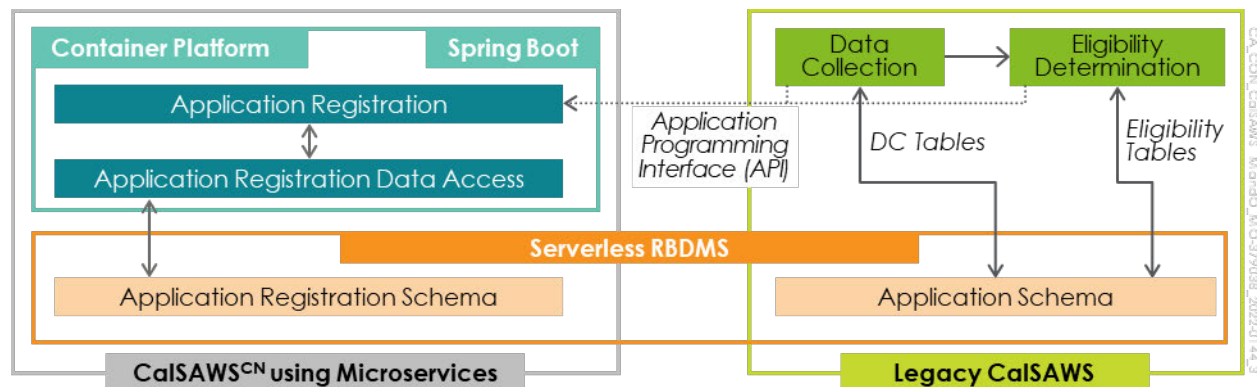 Container Platform
Spring Boot
Application Registration
Application Registration Data Access
Data
Collection
Eligibility
Determination
Application
Programming
Interface (API)
DC Tables
Eligibility
Tables
Serverless RBDMS
Application Registration Schema
Application Schema
CalSAWSCN using Microservices
Legacy CalSAWS